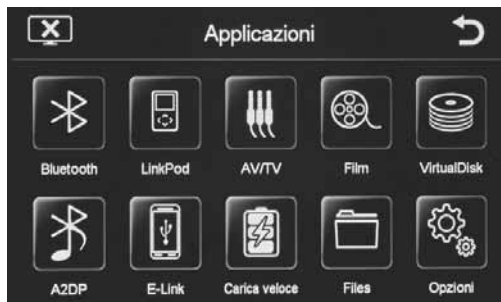 Applicazioni
Bluetooth LinkPod AV/TV Film VirtualDisk
A2DP E-Link Carica veloce Files Opzioni